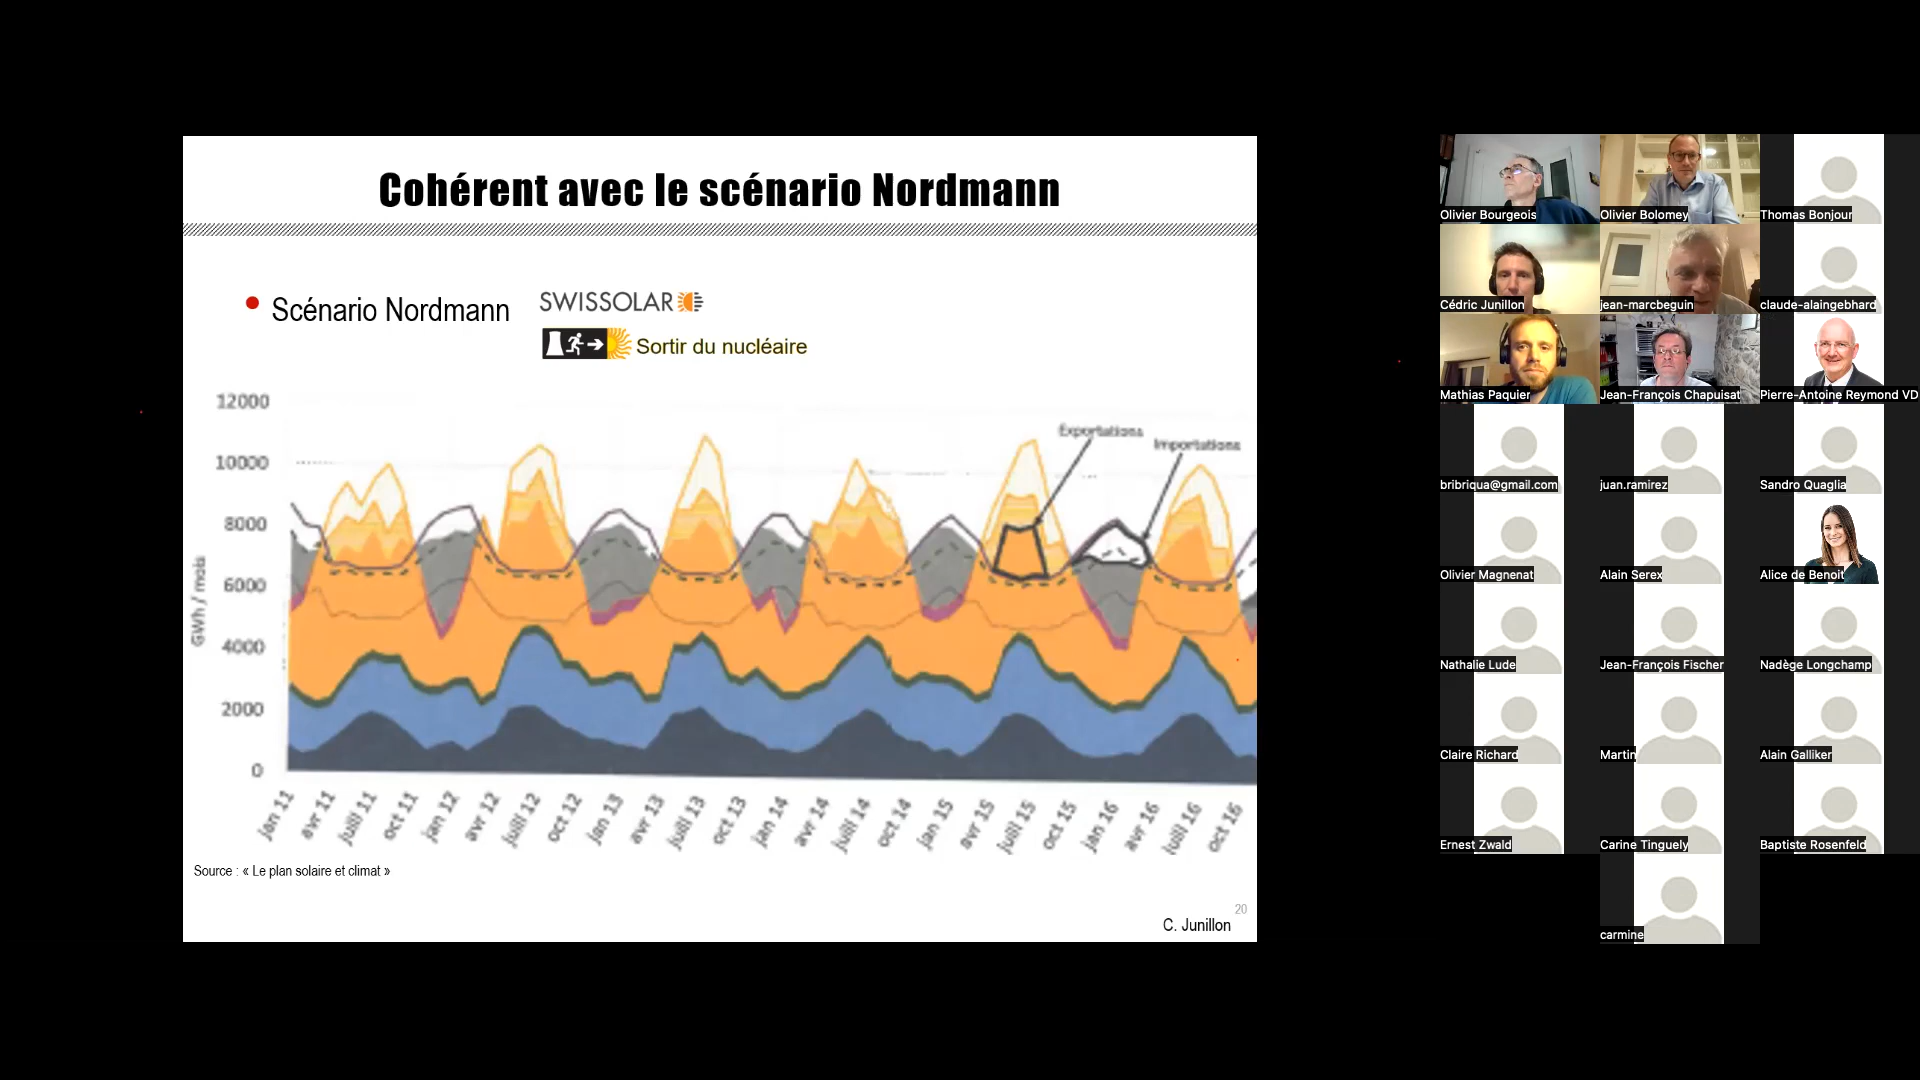 Cohérent avec le scénario Nordmann
Scénario Nordmann
SWISSOLAR
Sortir du nucléaire
12000
10000
8000
6000
4000
2000
0
GWh / mois
Exportations
Importations
jan 11
avr 11
juill 11
oct 11
jan 12
avr 12
juill 12
oct 12
jan 13
avr 13
juill 13
oct 13
jan 14
avr 14
juill 14
oct 14
jan 15
avr 15
juill 15
oct 15
jan 16
avr 16
juill 16
oct 16
Source : « Le plan solaire et climat »
20
C. Junillon
Olivier Bourgeois
Olivier Bolomey
Thomas Bonjour
Cédric Junillon
jean-marcbeguin
claude-alaingebhard
Mathias Paquier
Jean-François Chapuisat
Pierre-Antoine Reymond VD
bribriqua@gmail.com
juan.ramirez
Sandro Quaglia
Olivier Magnenat
Alain Serex
Alice de Benoit
Nathalie Lude
Jean-François Fischer
Nadège Longchamp
Claire Richard
Martin
Alain Galliker
Ernest Zwald
Carine Tinguely
Baptiste Rosenfeld
carmine